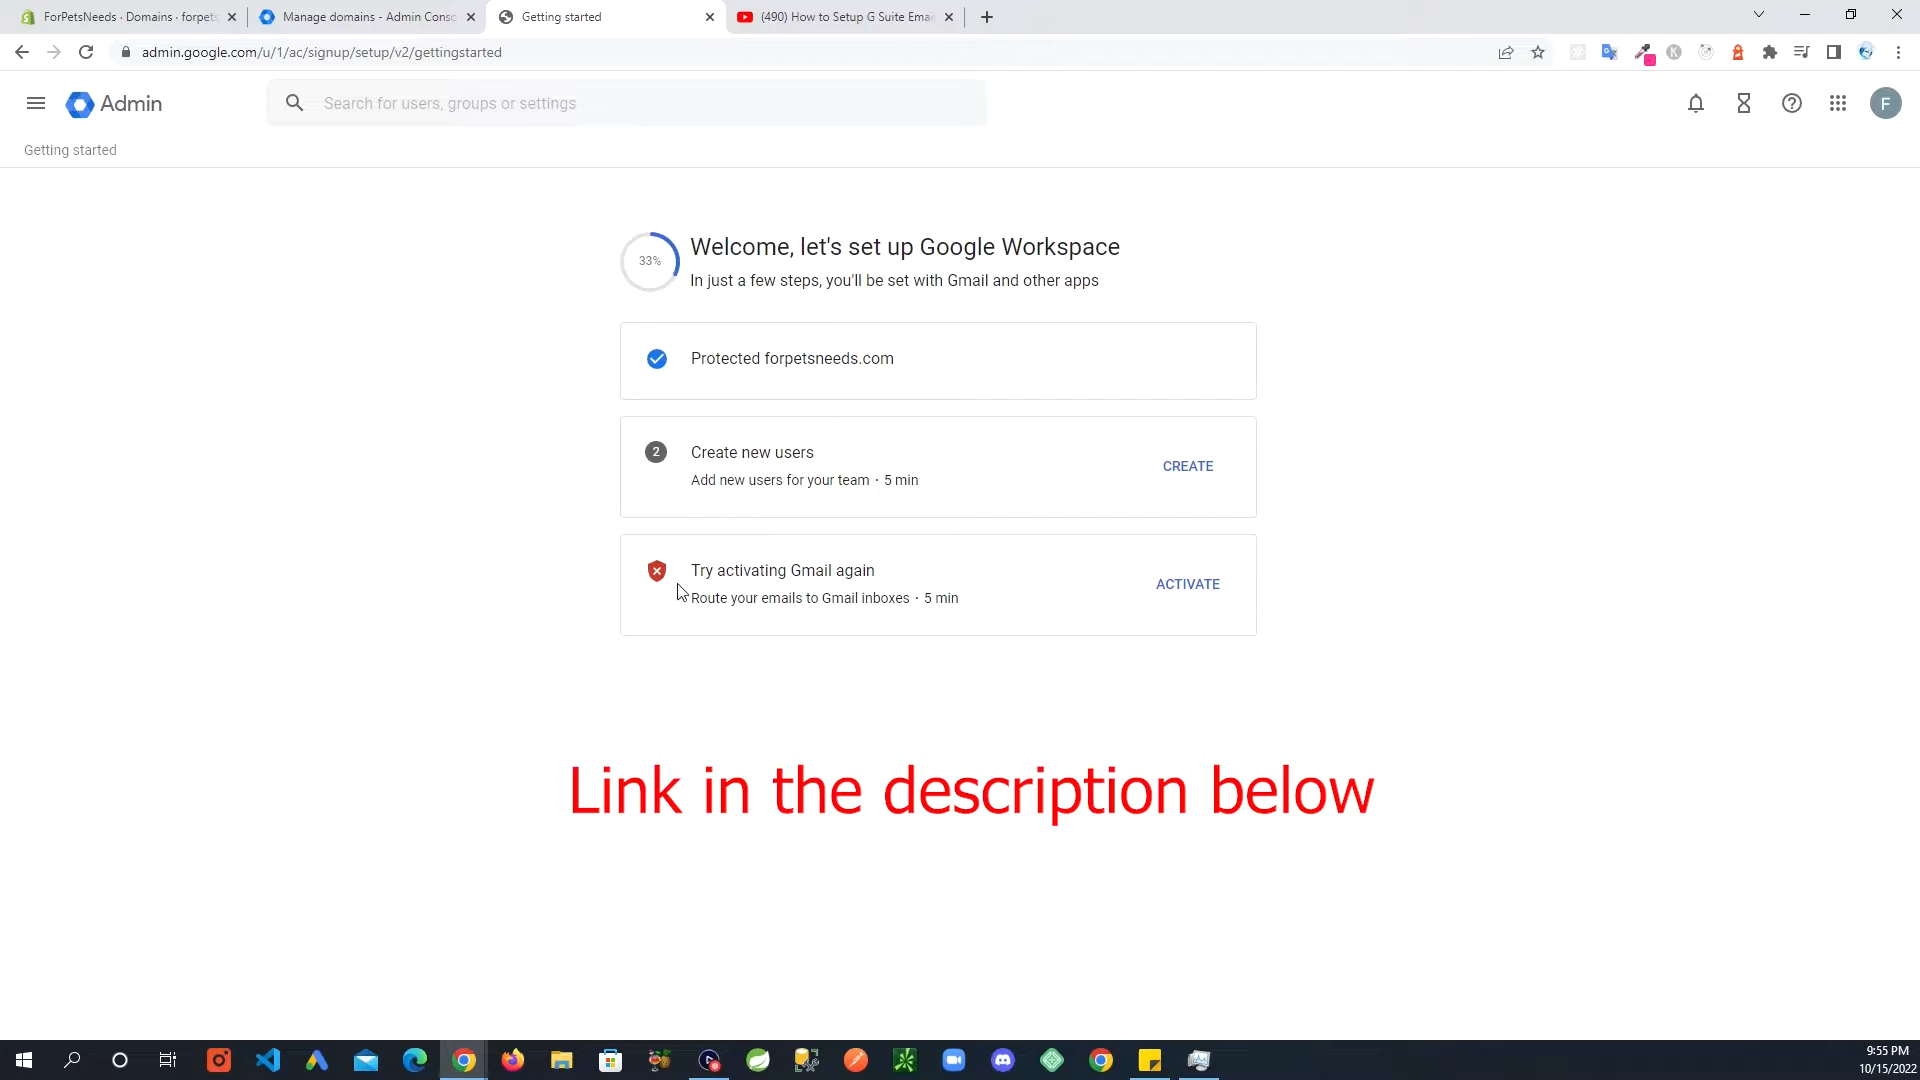 ForPetsNeeds · Domains · forpets
Manage domains - Admin Conso
Getting started
(490) How to Setup G Suite Emai
admin.google.com/u/1/ac/signup/setup/v2/gettingstarted
Admin
Search for users, groups or settings
F
Getting started
33%
Welcome, let's set up Google Workspace
In just a few steps, you'll be set with Gmail and other apps
Protected forpetsneeds.com
2
Create new users
Add new users for your team · 5 min
CREATE
Try activating Gmail again
Route your emails to Gmail inboxes · 5 min
ACTIVATE
Link in the description below
9:55 PM
10/15/2022